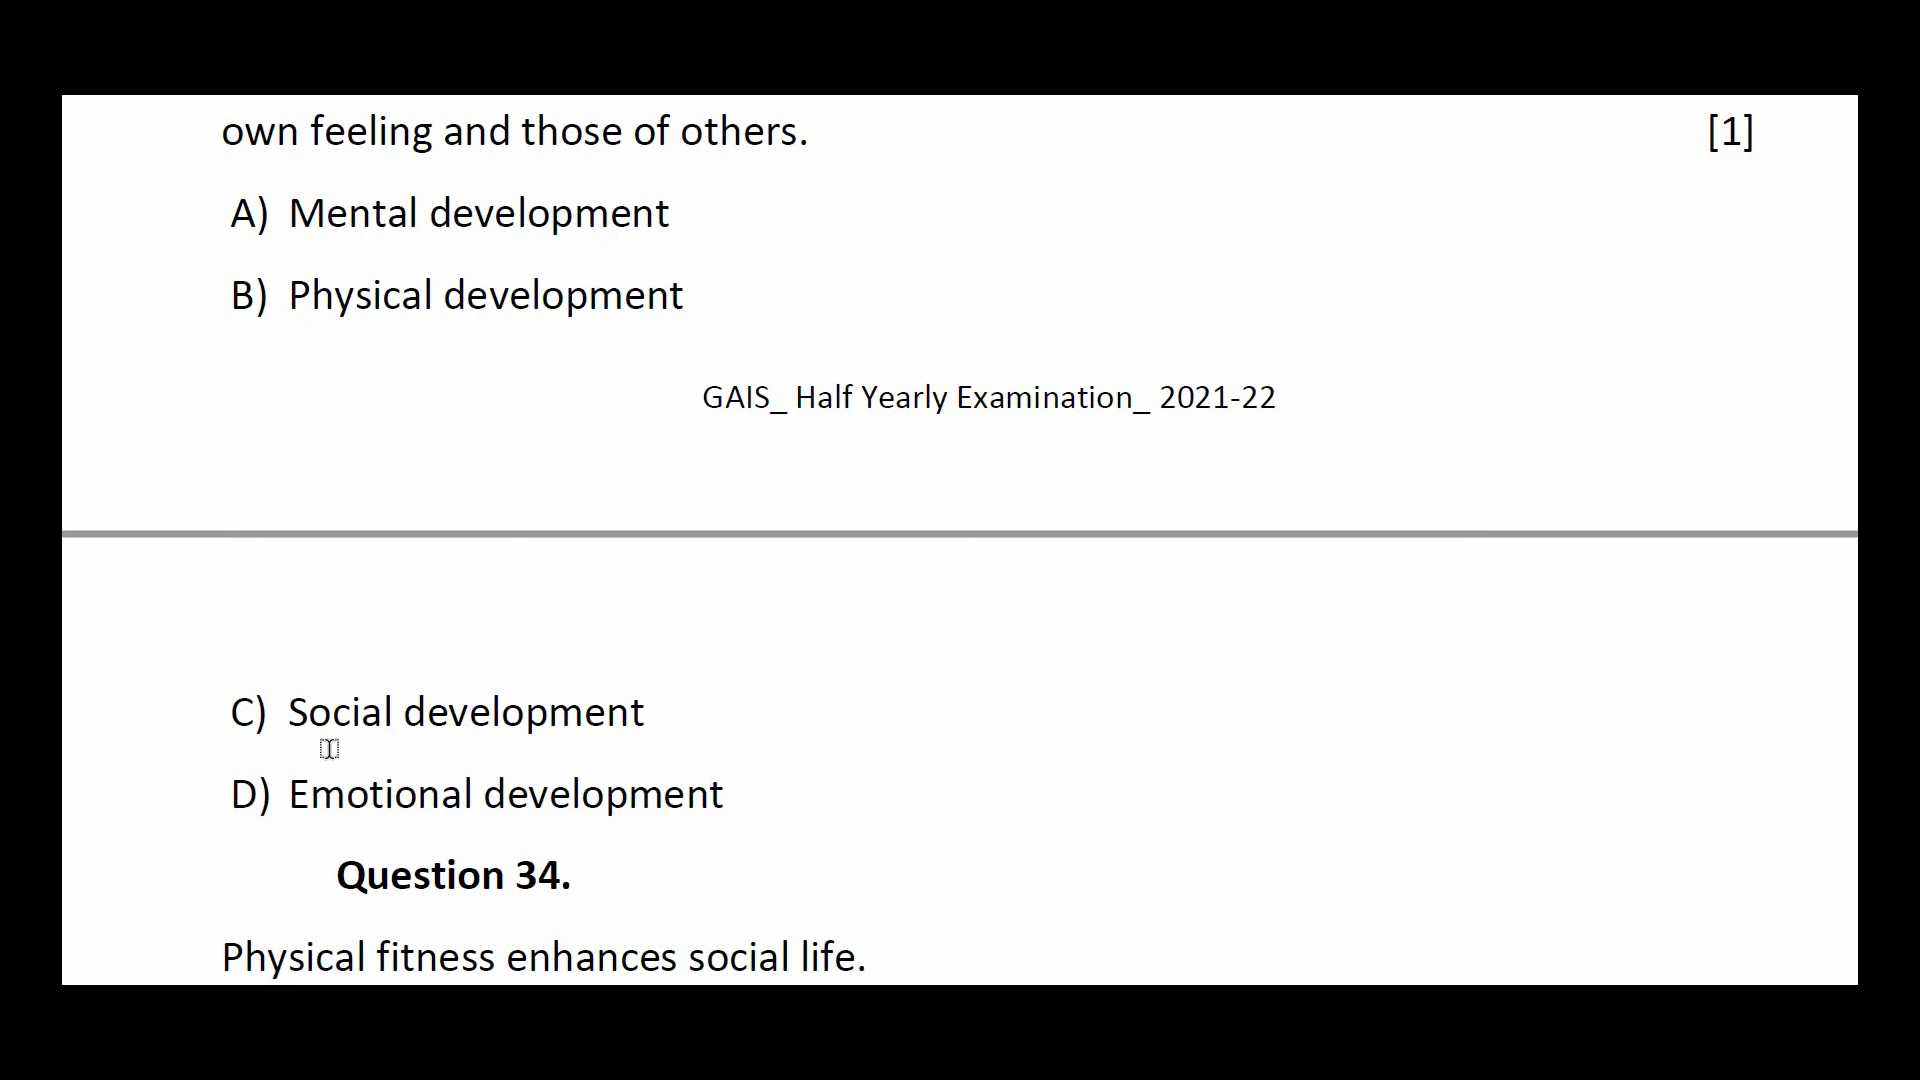 own feeling and those of others. [1]
A) Mental development
B) Physical development
GAIS_ Half Yearly Examination_ 2021-22
C) Social development
D) Emotional development
Question 34.
Physical fitness enhances social life.